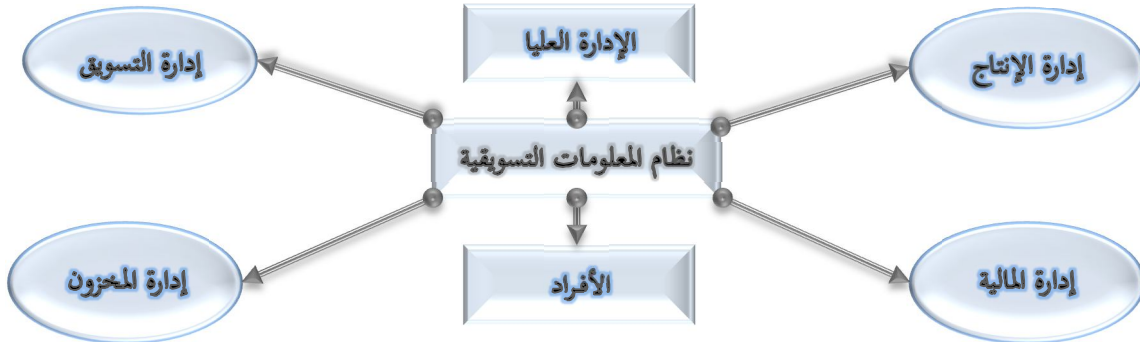 الإدارة العليا
إدارة الإنتاج
إدارة التسويق
نظام المعلومات التسويقية
إدارة المالية
الأفراد
إدارة المخزون